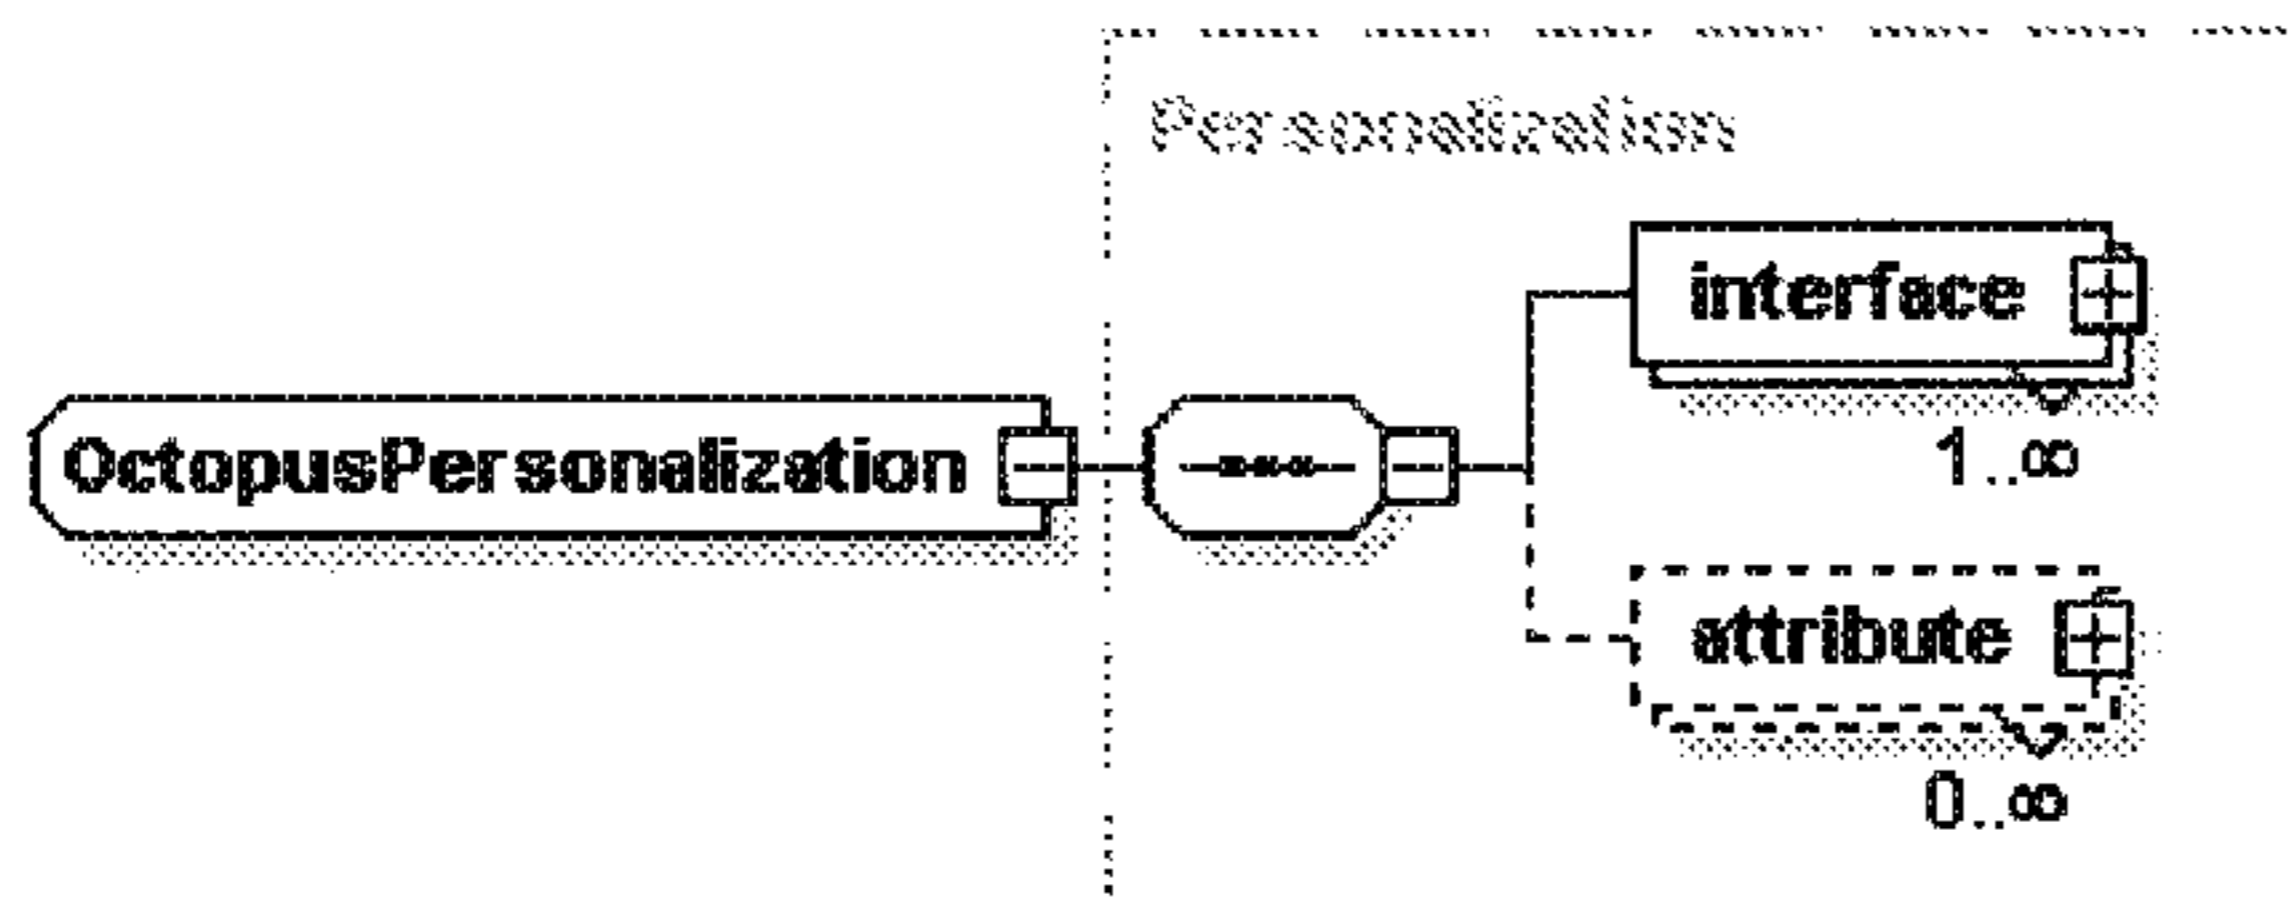 Personalization
interface
1..∞
OctopusPersonalization
attribute
0..∞